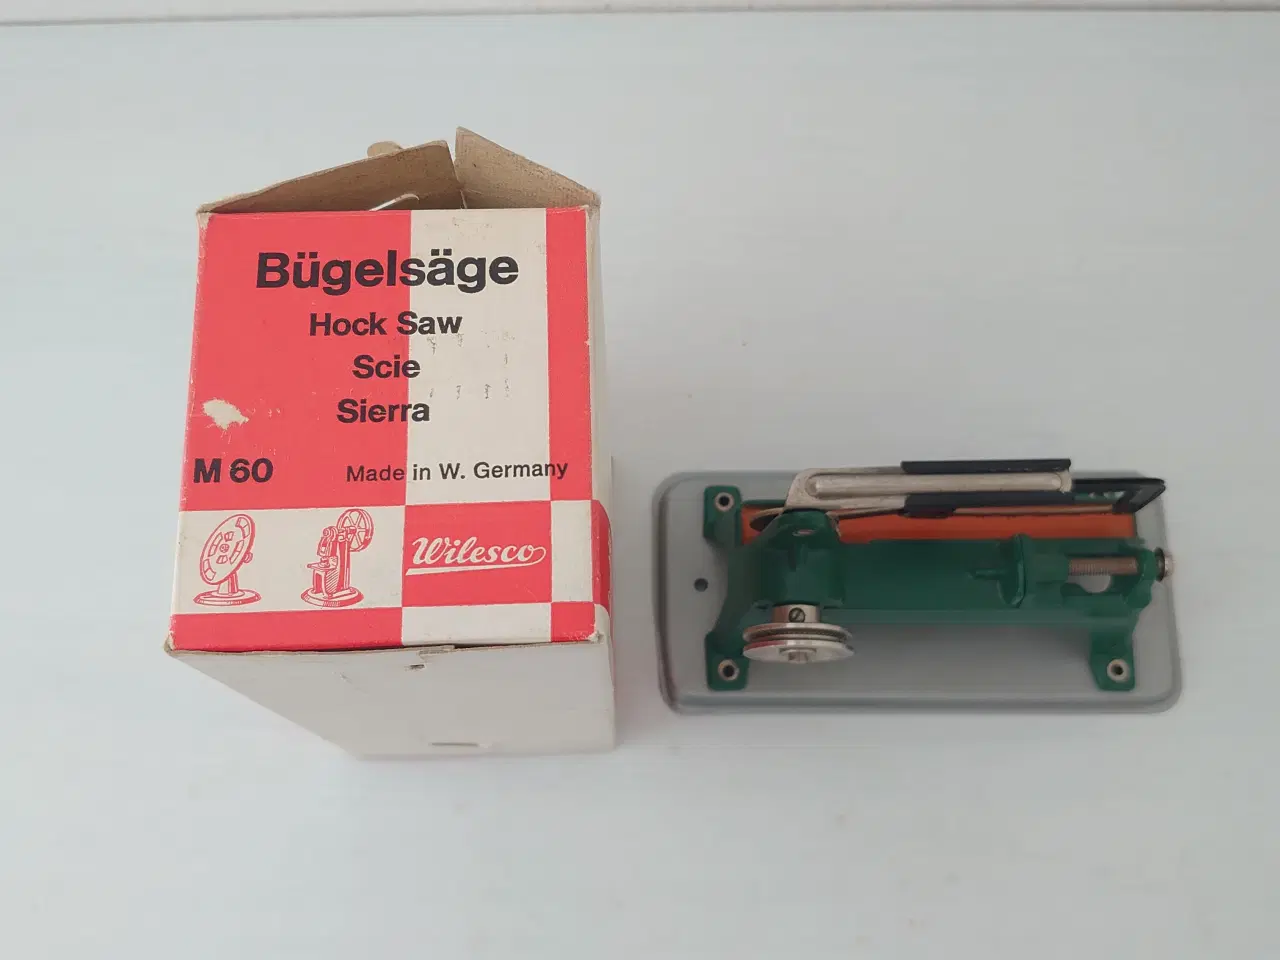 Bügelsäge
Hock Saw
Scie
Sierra
M 60
Made in W. Germany
Wilesco